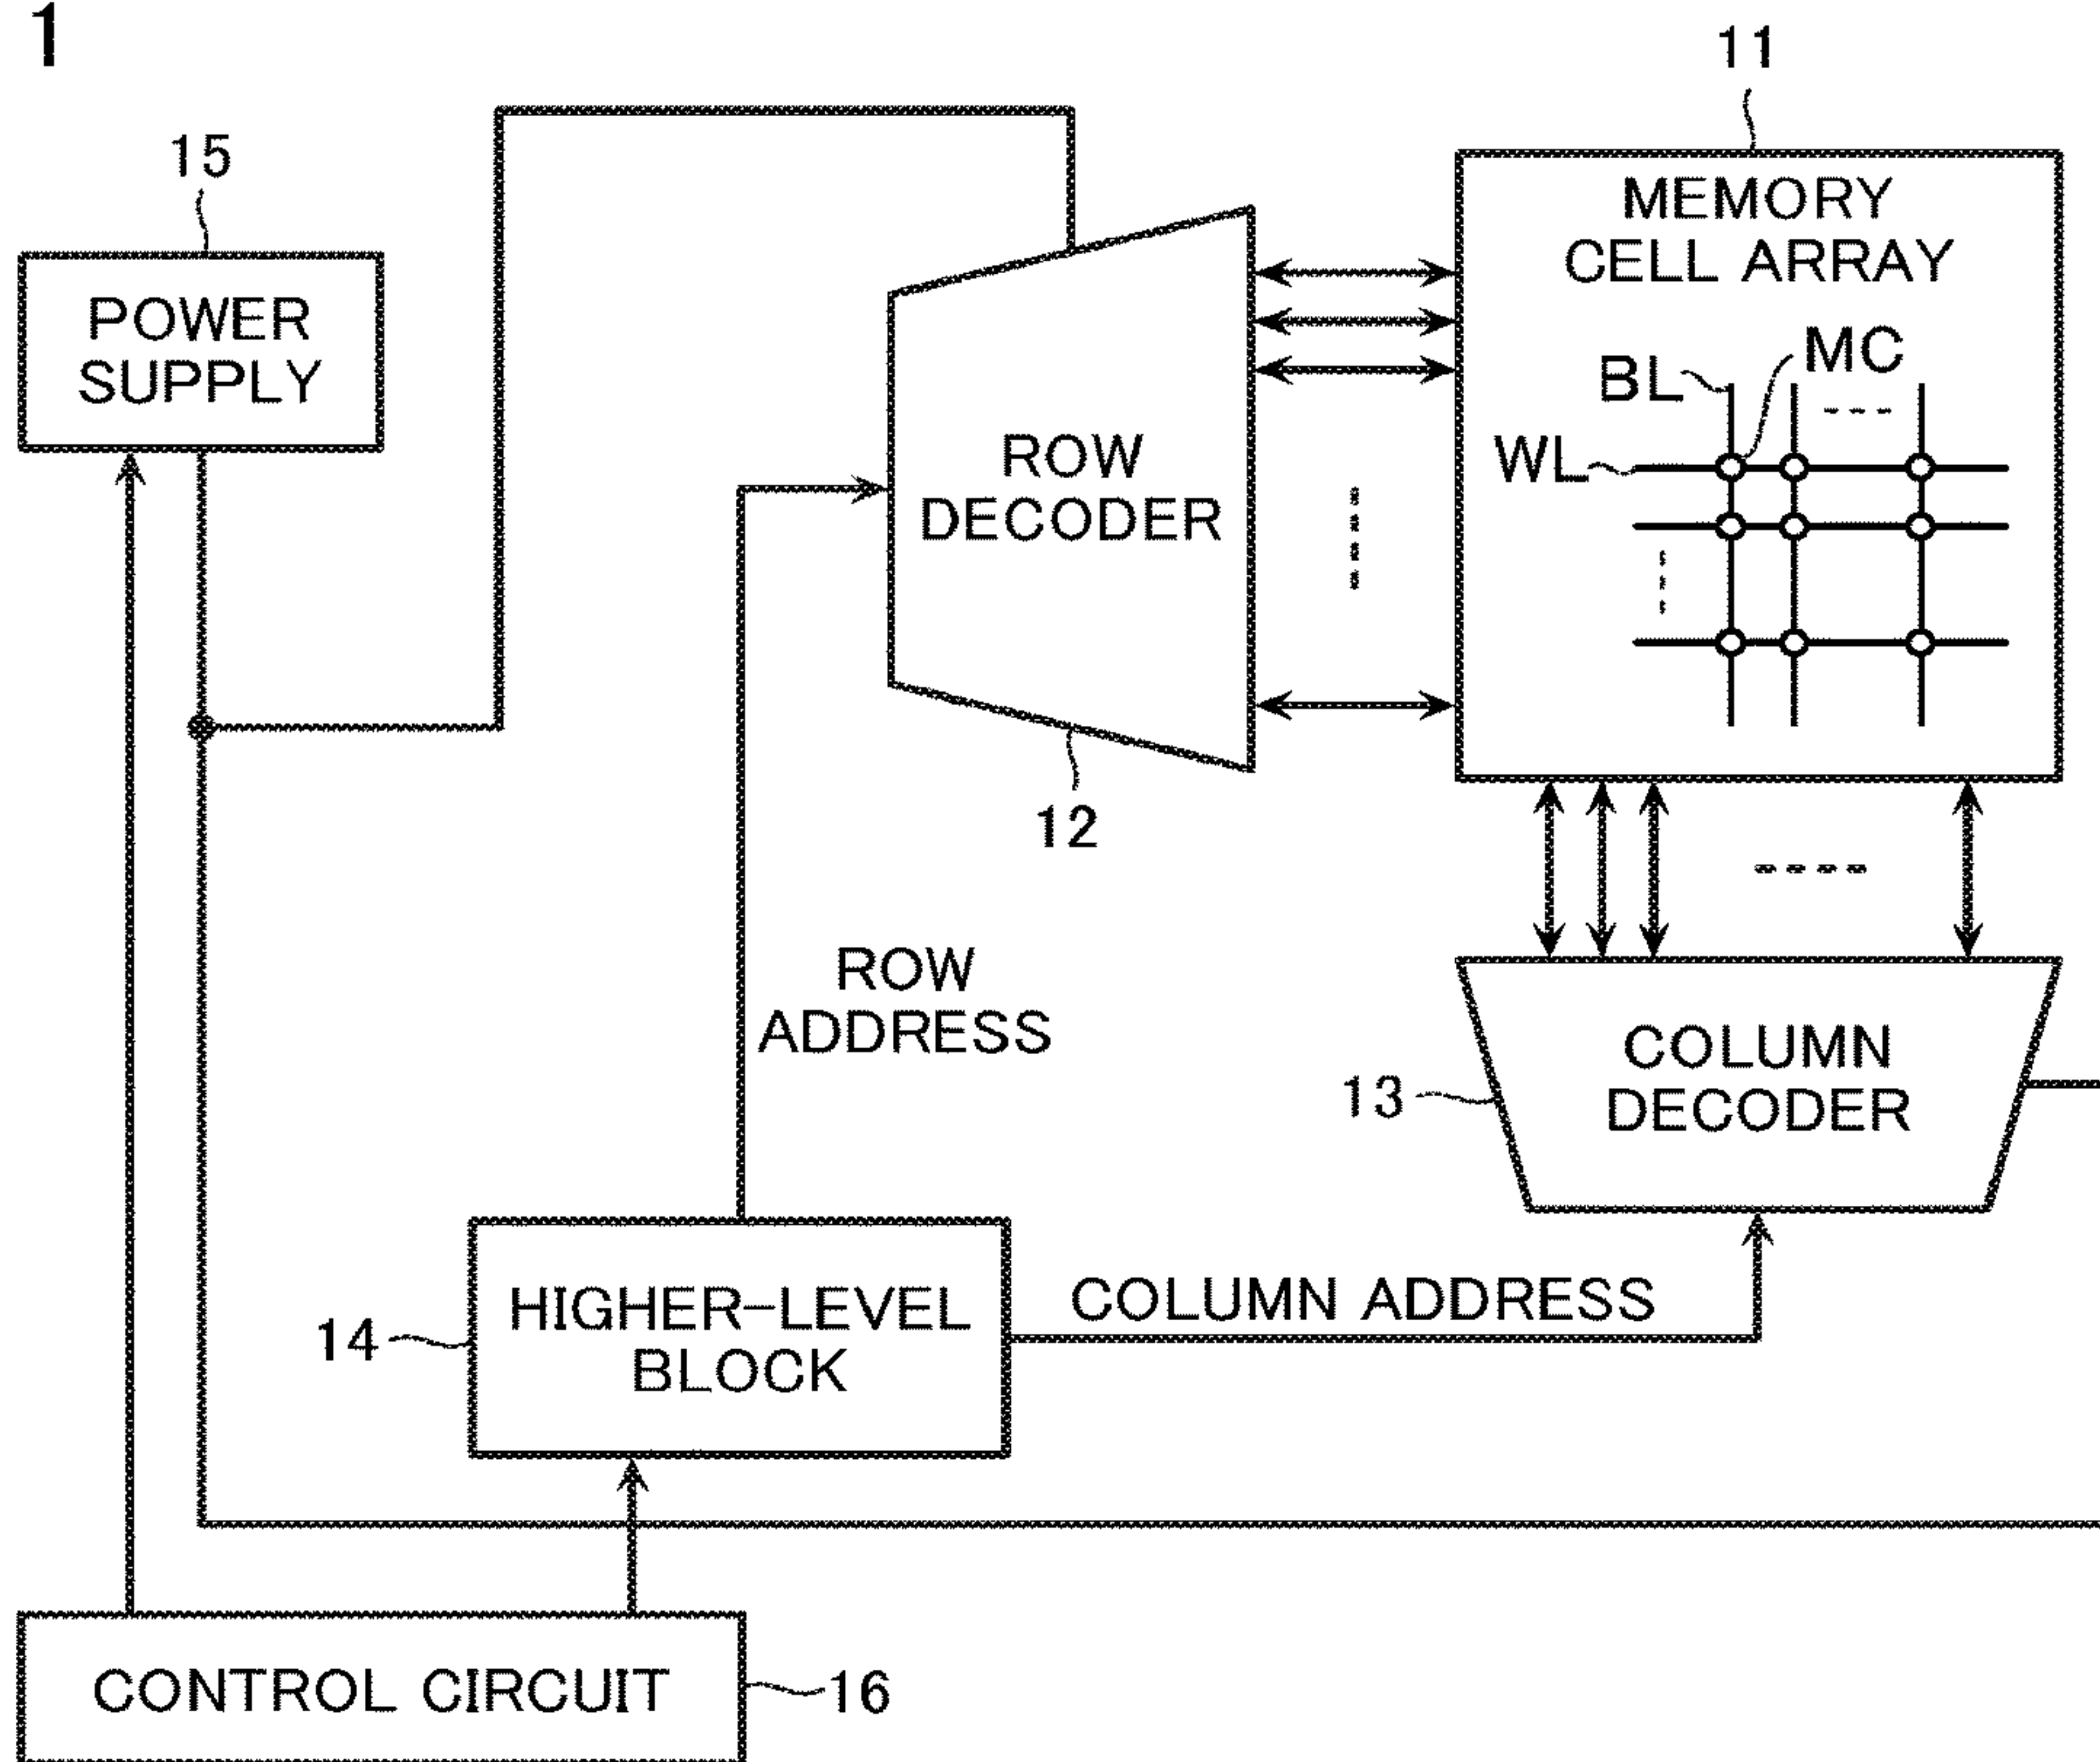 1
11
15
MEMORY
CELL ARRAY
POWER
SUPPLY
MC
BL
WL
ROW
DECODER
12
ROW
ADDRESS
COLUMN
DECODER
13
HIGHER-LEVEL
BLOCK
14
COLUMN ADDRESS
CONTROL CIRCUIT
16